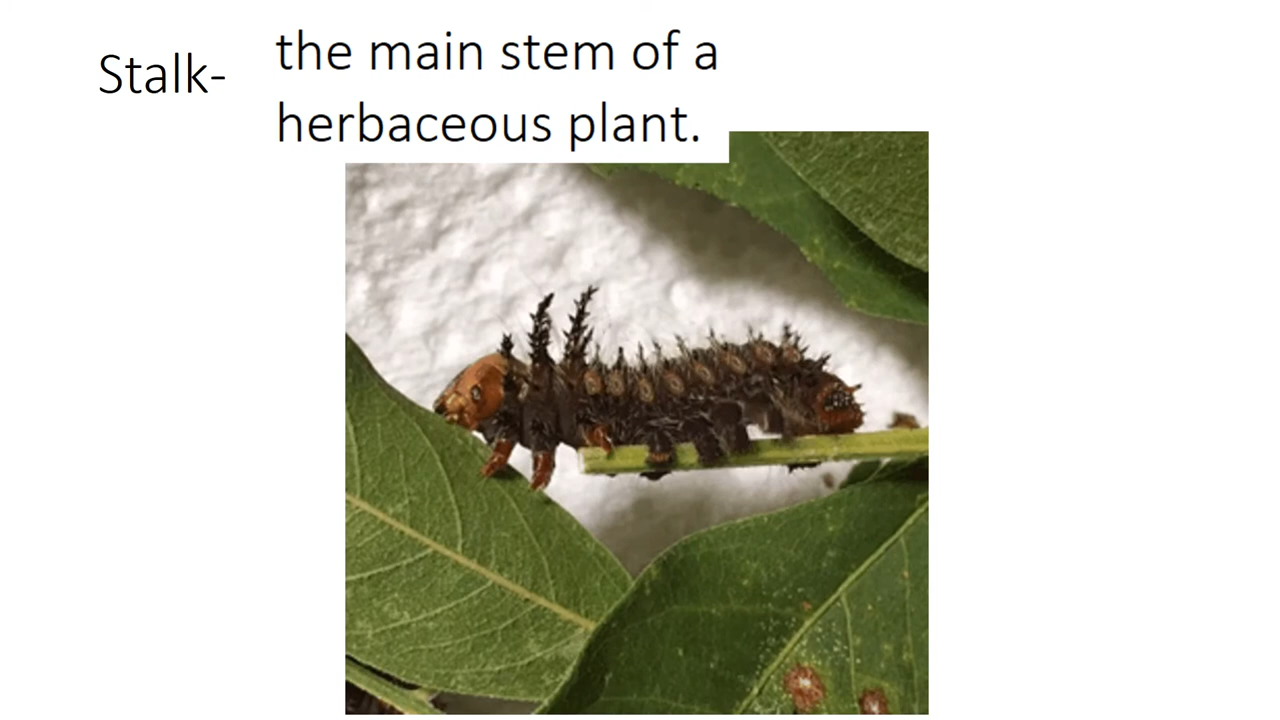 Stalk-
the main stem of a
herbaceous plant.